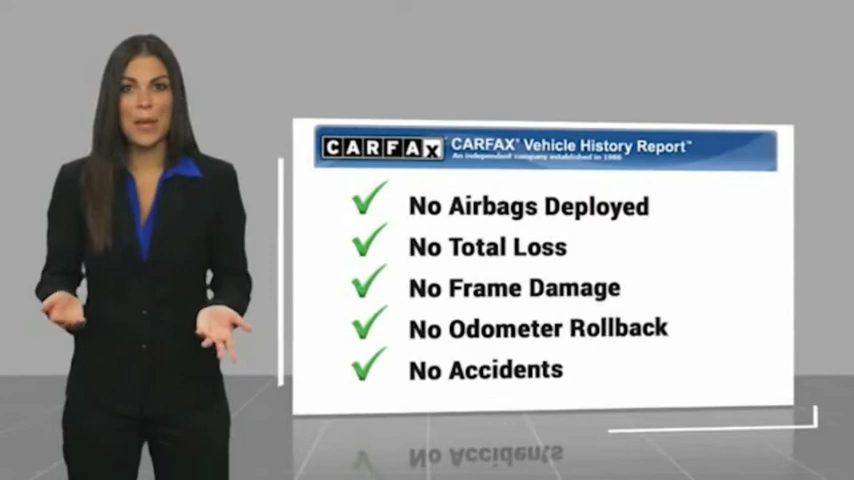 CARFAX CARFAX® Vehicle History Report™
An independent company established in 1986
No Airbags Deployed
No Total Loss
No Frame Damage
No Odometer Rollback
No Accidents
No Accidents